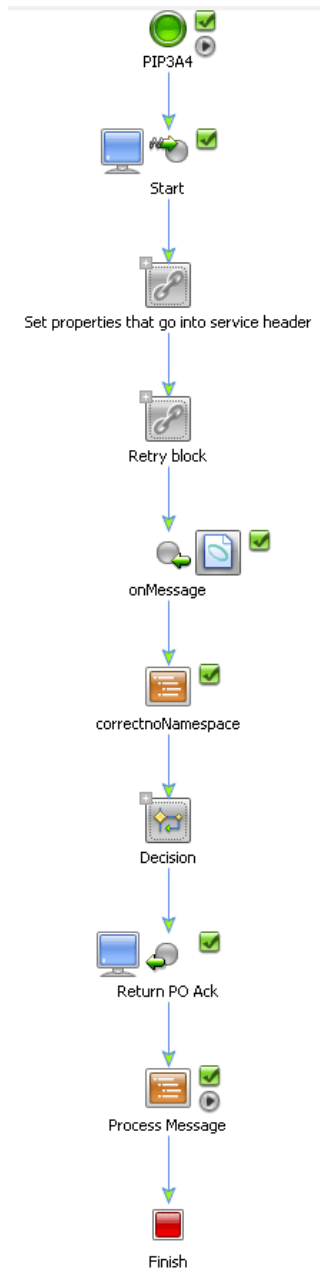 PIP3A4
Start
Set properties that go into service header
Retry block
onMessage
correctnoNamespace
Decision
Return PO Ack
Process Message
Finish